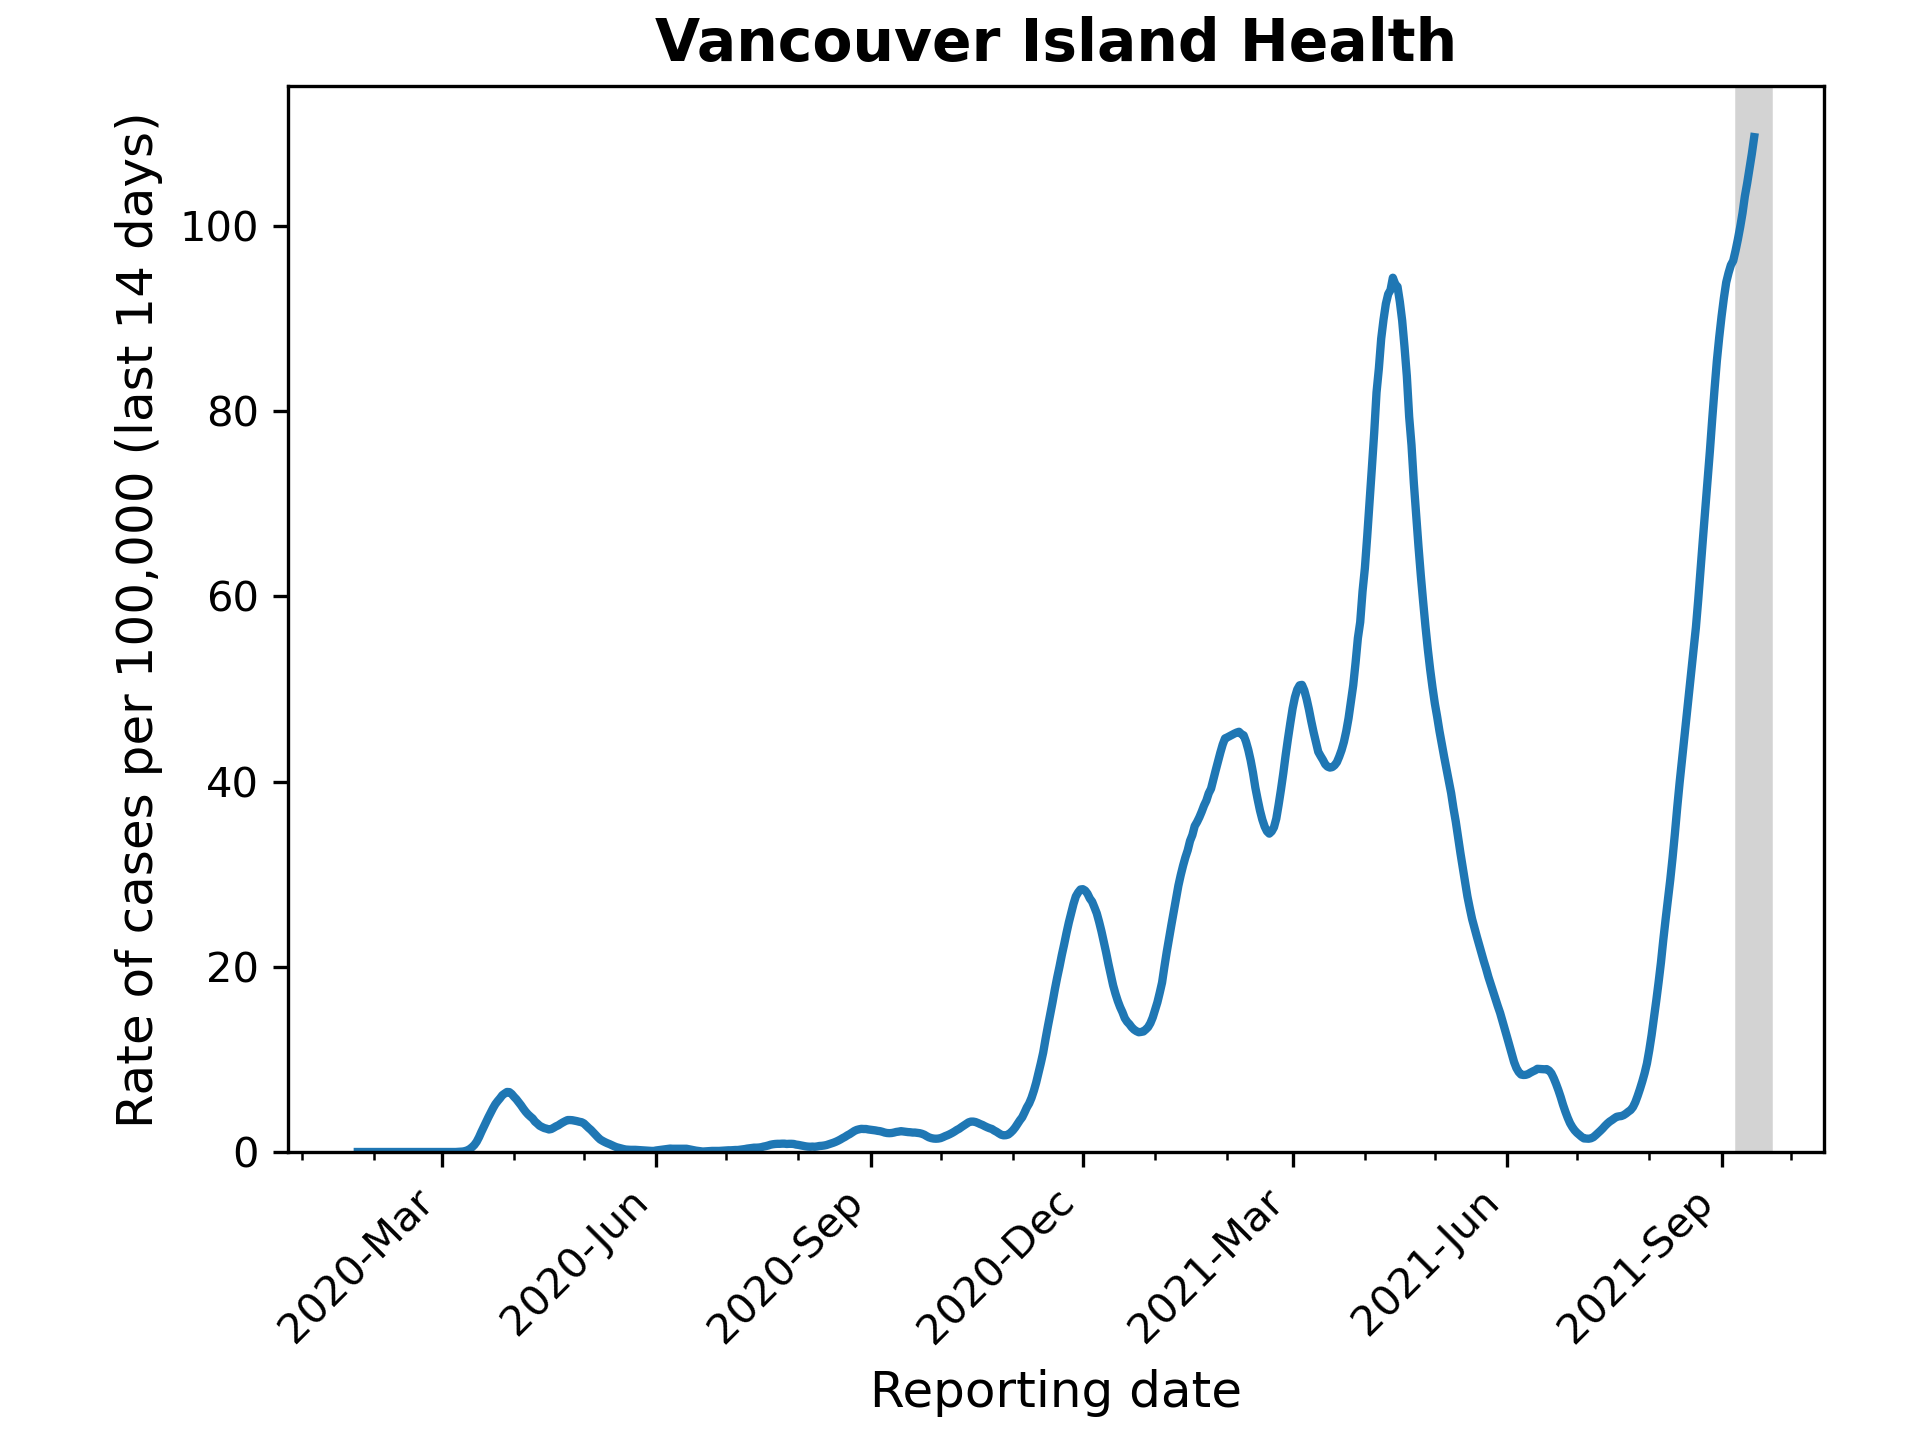 Vancouver Island Health
Rate of cases per 100,000 (last 14 days)
100
80
60
40
20
0
2020-Mar
2020-Jun
2020-Sep
2020-Dec
2021-Mar
2021-Jun
2021-Sep
Reporting date